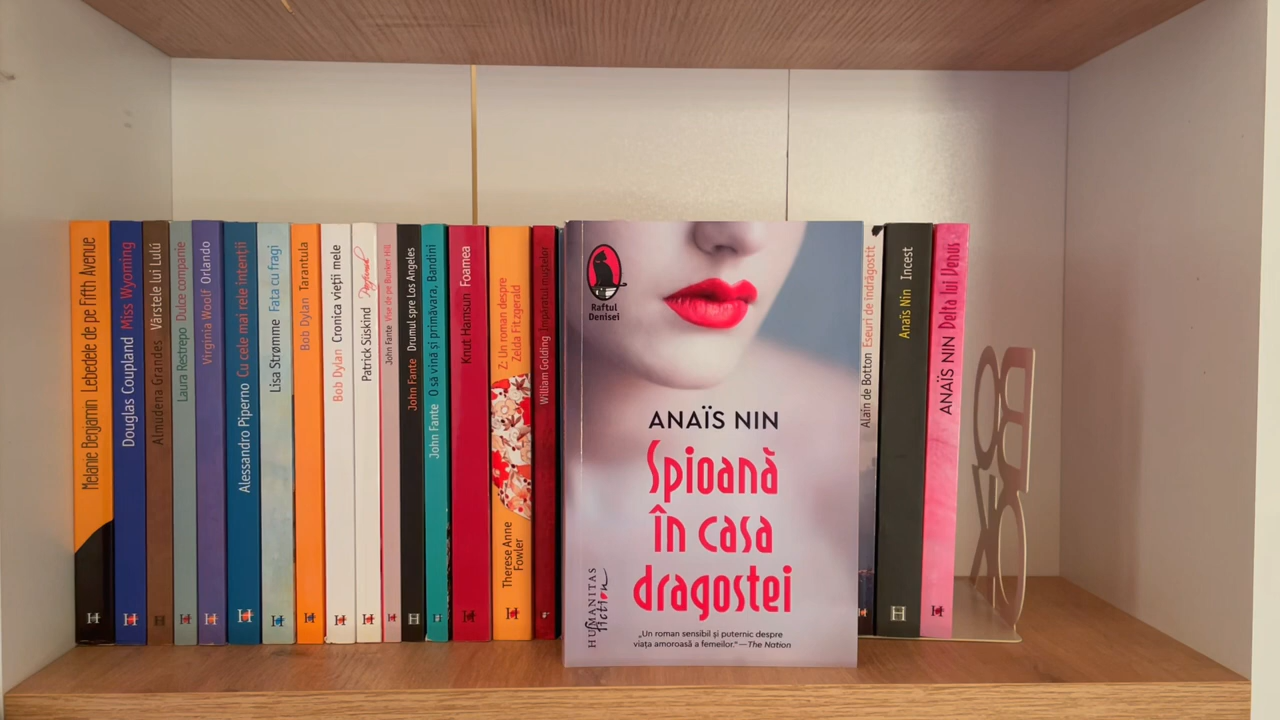 Melanie Benjamin Lebedele de pe Fifth Avenue
Douglas Coupland Miss Wyoming
Almudena Grandes Vârstele lui Lulú
Laura Restrepo Dulce companie
Virginia Woolf Orlando
Alessandro Piperno Cu cele mai rele intenții
Lisa Strømme Fata cu fragi
Bob Dylan Tarantula
Bob Dylan Cronica vieții mele
Patrick Süskind Parfumul
John Fante Vise de pe Bunker Hill
John Fante Drumul spre Los Angeles
John Fante O să vină și primăvara, Bandini
Knut Hamsun Foamea
Z: Un roman despre
Zelda Fitzgerald
Therese Anne
Fowler
William Golding Împăratul muștelor
Raftul
Denisei
ANAÏS NIN
Spioană
în casa
dragostei
HUMANITAS
fiction
„Un roman sensibil și puternic despre
viața amoroasă a femeilor.” — The Nation
Alain de Botton Eseuri de îndrăgostit
Anaïs Nin Incest
ANAÏS NIN Delta lui Venus